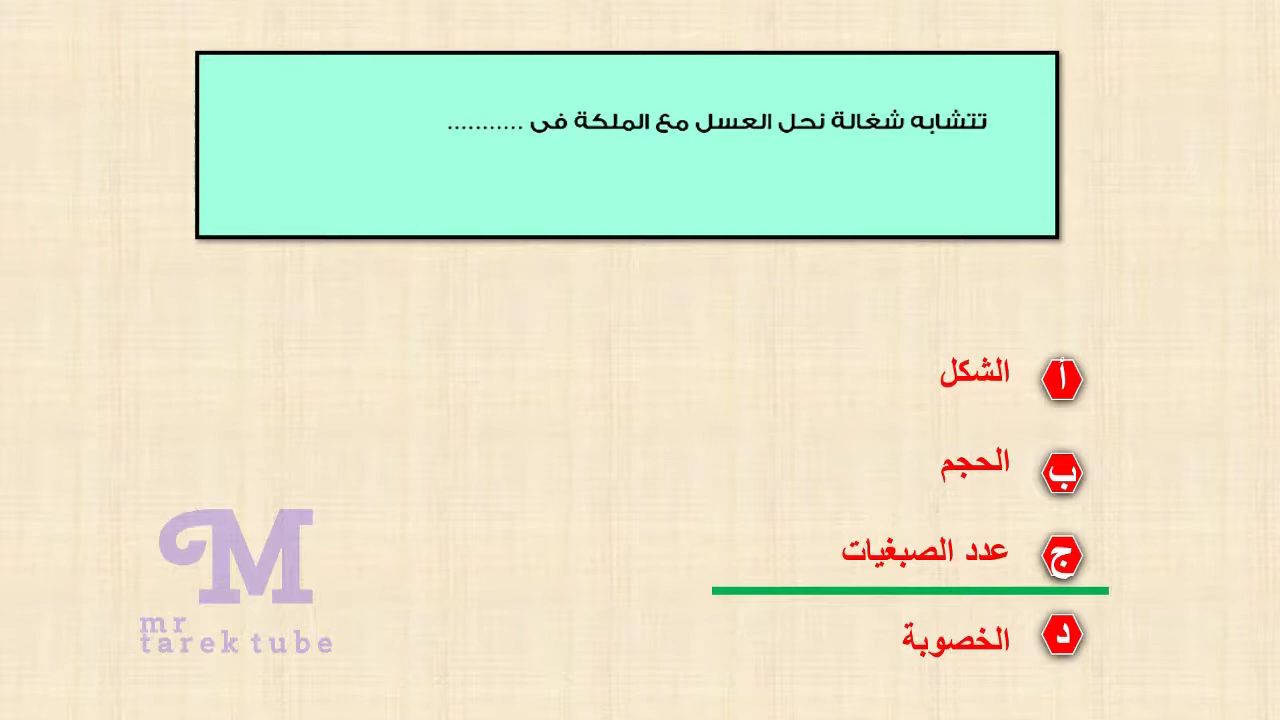 تتشابه شغالة نحل العسل مع الملكة فى ...........
أ الشكل
ب الحجم
ج عدد الصبغيات
د الخصوبة
M
mr
tarek tube